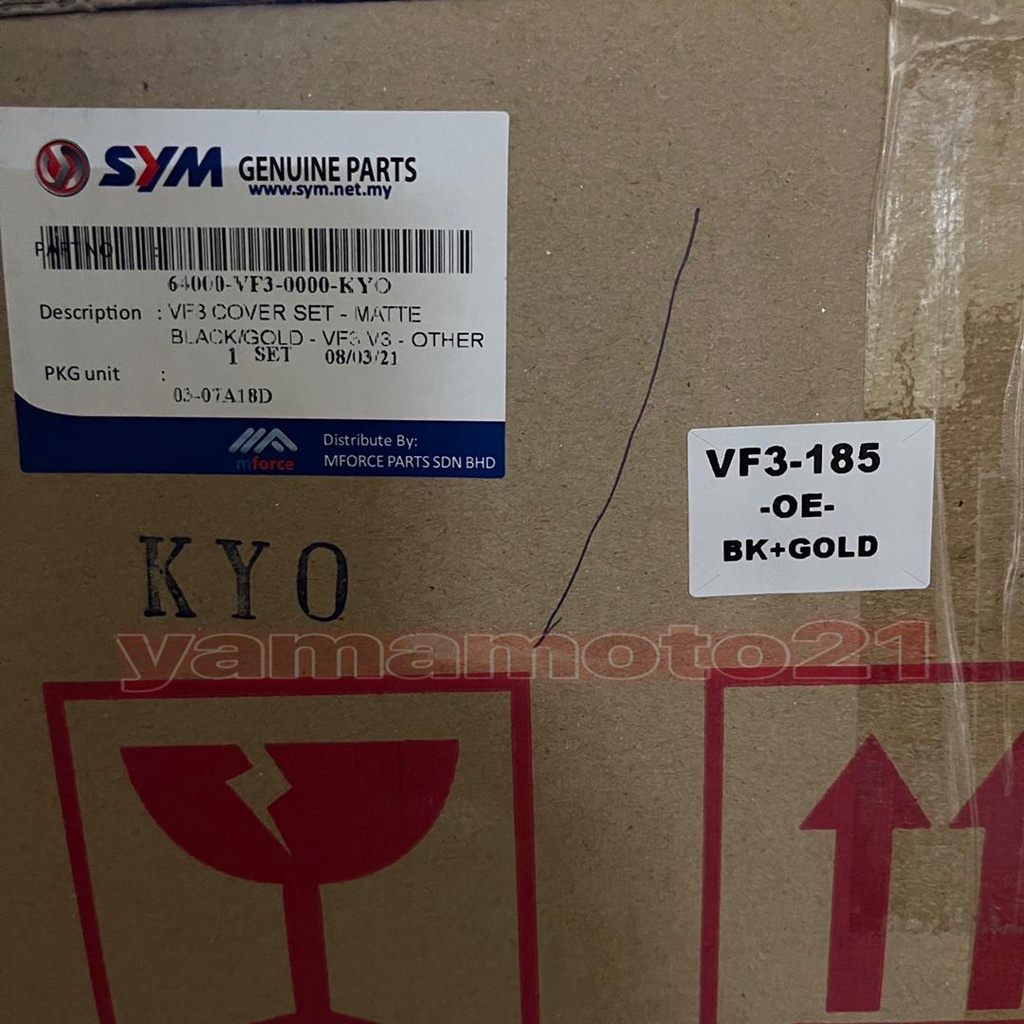 SYM GENUINE PARTS
www.sym.net.my
PART NO :
64000-VF3-0000-KYO
Description : VF3 COVER SET - MATTE
BLACK/GOLD - VF3 V3 - OTHER
1 SET 08/03/21
PKG unit :
03-07A18D
mforce
Distribute By:
MFORCE PARTS SDN BHD
VF3-185
-OE-
BK+GOLD
KYO
yamamoto21